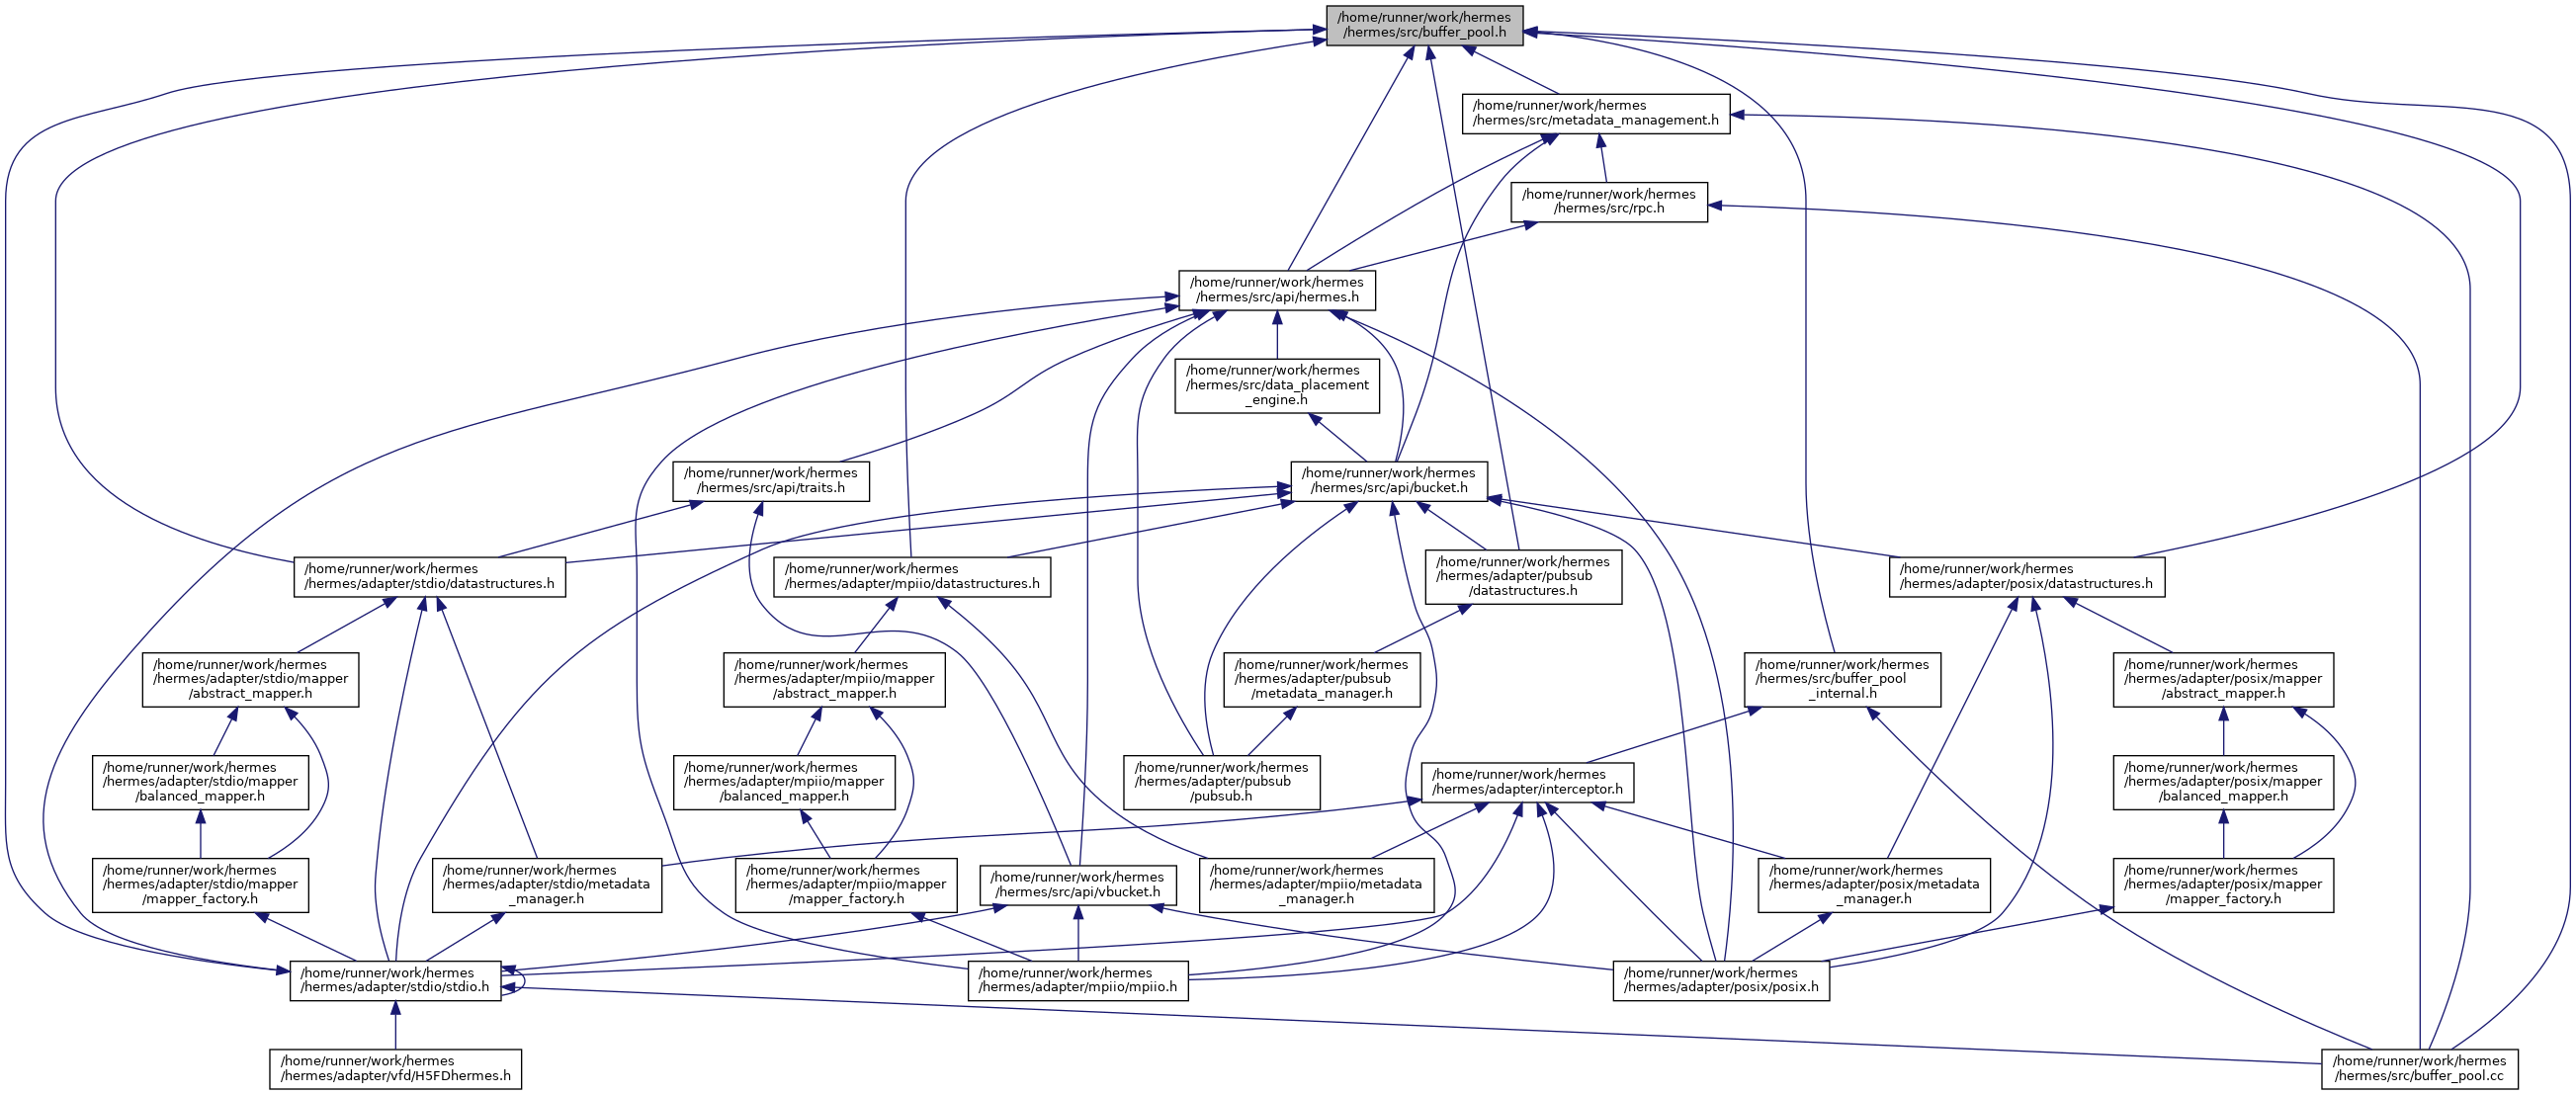 /home/runner/work/hermes
/hermes/src/buffer_pool.h
/home/runner/work/hermes
/hermes/src/metadata_management.h
/home/runner/work/hermes
/hermes/src/rpc.h
/home/runner/work/hermes
/hermes/src/api/hermes.h
/home/runner/work/hermes
/hermes/src/data_placement
_engine.h
/home/runner/work/hermes
/hermes/src/api/traits.h
/home/runner/work/hermes
/hermes/src/api/bucket.h
/home/runner/work/hermes
/hermes/adapter/stdio/datastructures.h
/home/runner/work/hermes
/hermes/adapter/mpiio/datastructures.h
/home/runner/work/hermes
/hermes/adapter/pubsub
/datastructures.h
/home/runner/work/hermes
/hermes/adapter/posix/datastructures.h
/home/runner/work/hermes
/hermes/adapter/stdio/mapper
/abstract_mapper.h
/home/runner/work/hermes
/hermes/adapter/mpiio/mapper
/abstract_mapper.h
/home/runner/work/hermes
/hermes/adapter/pubsub
/metadata_manager.h
/home/runner/work/hermes
/hermes/src/buffer_pool
_internal.h
/home/runner/work/hermes
/hermes/adapter/posix/mapper
/abstract_mapper.h
/home/runner/work/hermes
/hermes/adapter/stdio/mapper
/balanced_mapper.h
/home/runner/work/hermes
/hermes/adapter/mpiio/mapper
/balanced_mapper.h
/home/runner/work/hermes
/hermes/adapter/pubsub
/pubsub.h
/home/runner/work/hermes
/hermes/adapter/interceptor.h
/home/runner/work/hermes
/hermes/adapter/posix/mapper
/balanced_mapper.h
/home/runner/work/hermes
/hermes/adapter/stdio/mapper
/mapper_factory.h
/home/runner/work/hermes
/hermes/adapter/stdio/metadata
_manager.h
/home/runner/work/hermes
/hermes/adapter/mpiio/mapper
/mapper_factory.h
/home/runner/work/hermes
/hermes/src/api/vbucket.h
/home/runner/work/hermes
/hermes/adapter/mpiio/metadata
_manager.h
/home/runner/work/hermes
/hermes/adapter/posix/metadata
_manager.h
/home/runner/work/hermes
/hermes/adapter/posix/mapper
/mapper_factory.h
/home/runner/work/hermes
/hermes/adapter/stdio/stdio.h
/home/runner/work/hermes
/hermes/adapter/mpiio/mpiio.h
/home/runner/work/hermes
/hermes/adapter/posix/posix.h
/home/runner/work/hermes
/hermes/adapter/vfd/H5FDhermes.h
/home/runner/work/hermes
/hermes/src/buffer_pool.cc